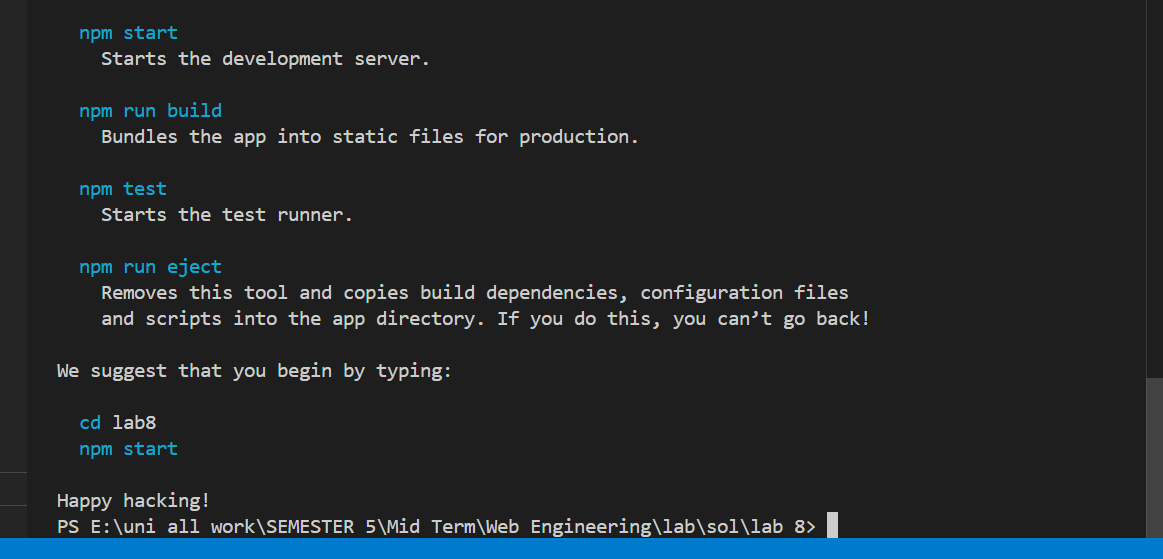 npm start
Starts the development server.
npm run build
Bundles the app into static files for production.
npm test
Starts the test runner.
npm run eject
Removes this tool and copies build dependencies, configuration files
and scripts into the app directory. If you do this, you can’t go back!
We suggest that you begin by typing:
cd lab8
npm start
Happy hacking!
PS E:\uni all work\SEMESTER 5\Mid Term\Web Engineering\lab\sol\lab 8>